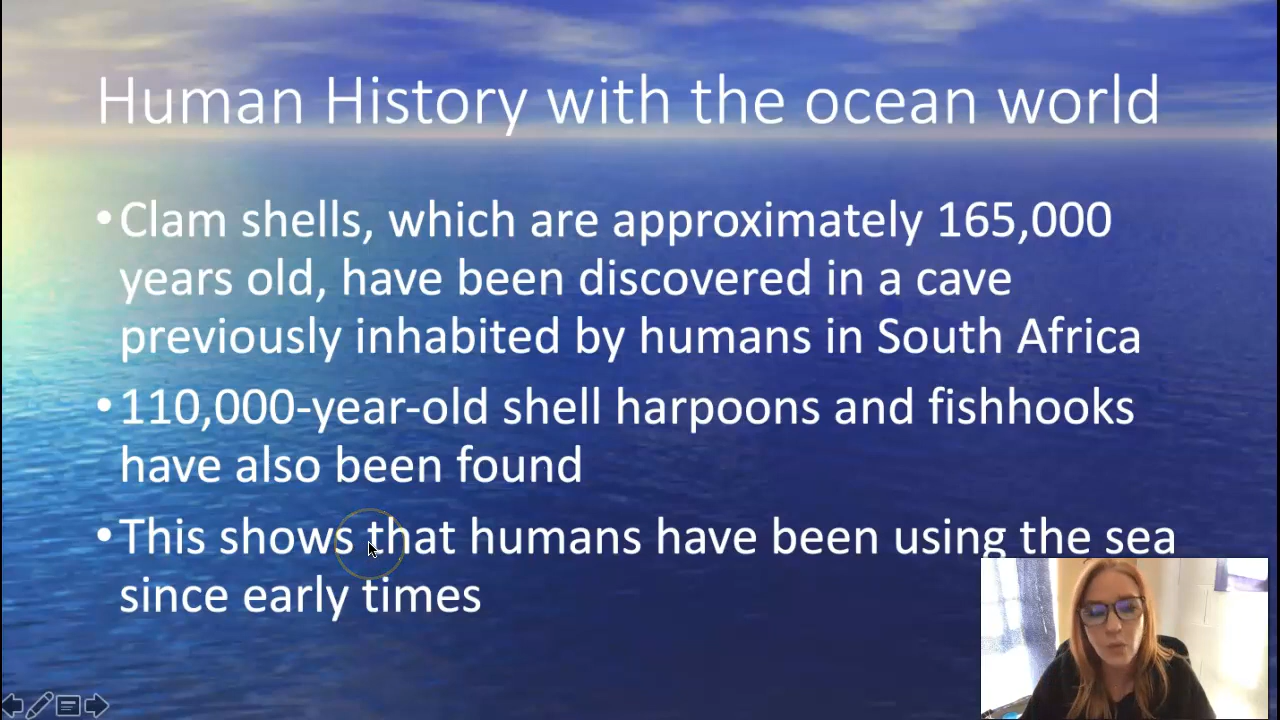 Human History with the ocean world
•Clam shells, which are approximately 165,000
years old, have been discovered in a cave
previously inhabited by humans in South Africa
•110,000-year-old shell harpoons and fishhooks
have also been found
•This shows that humans have been using the sea
since early times